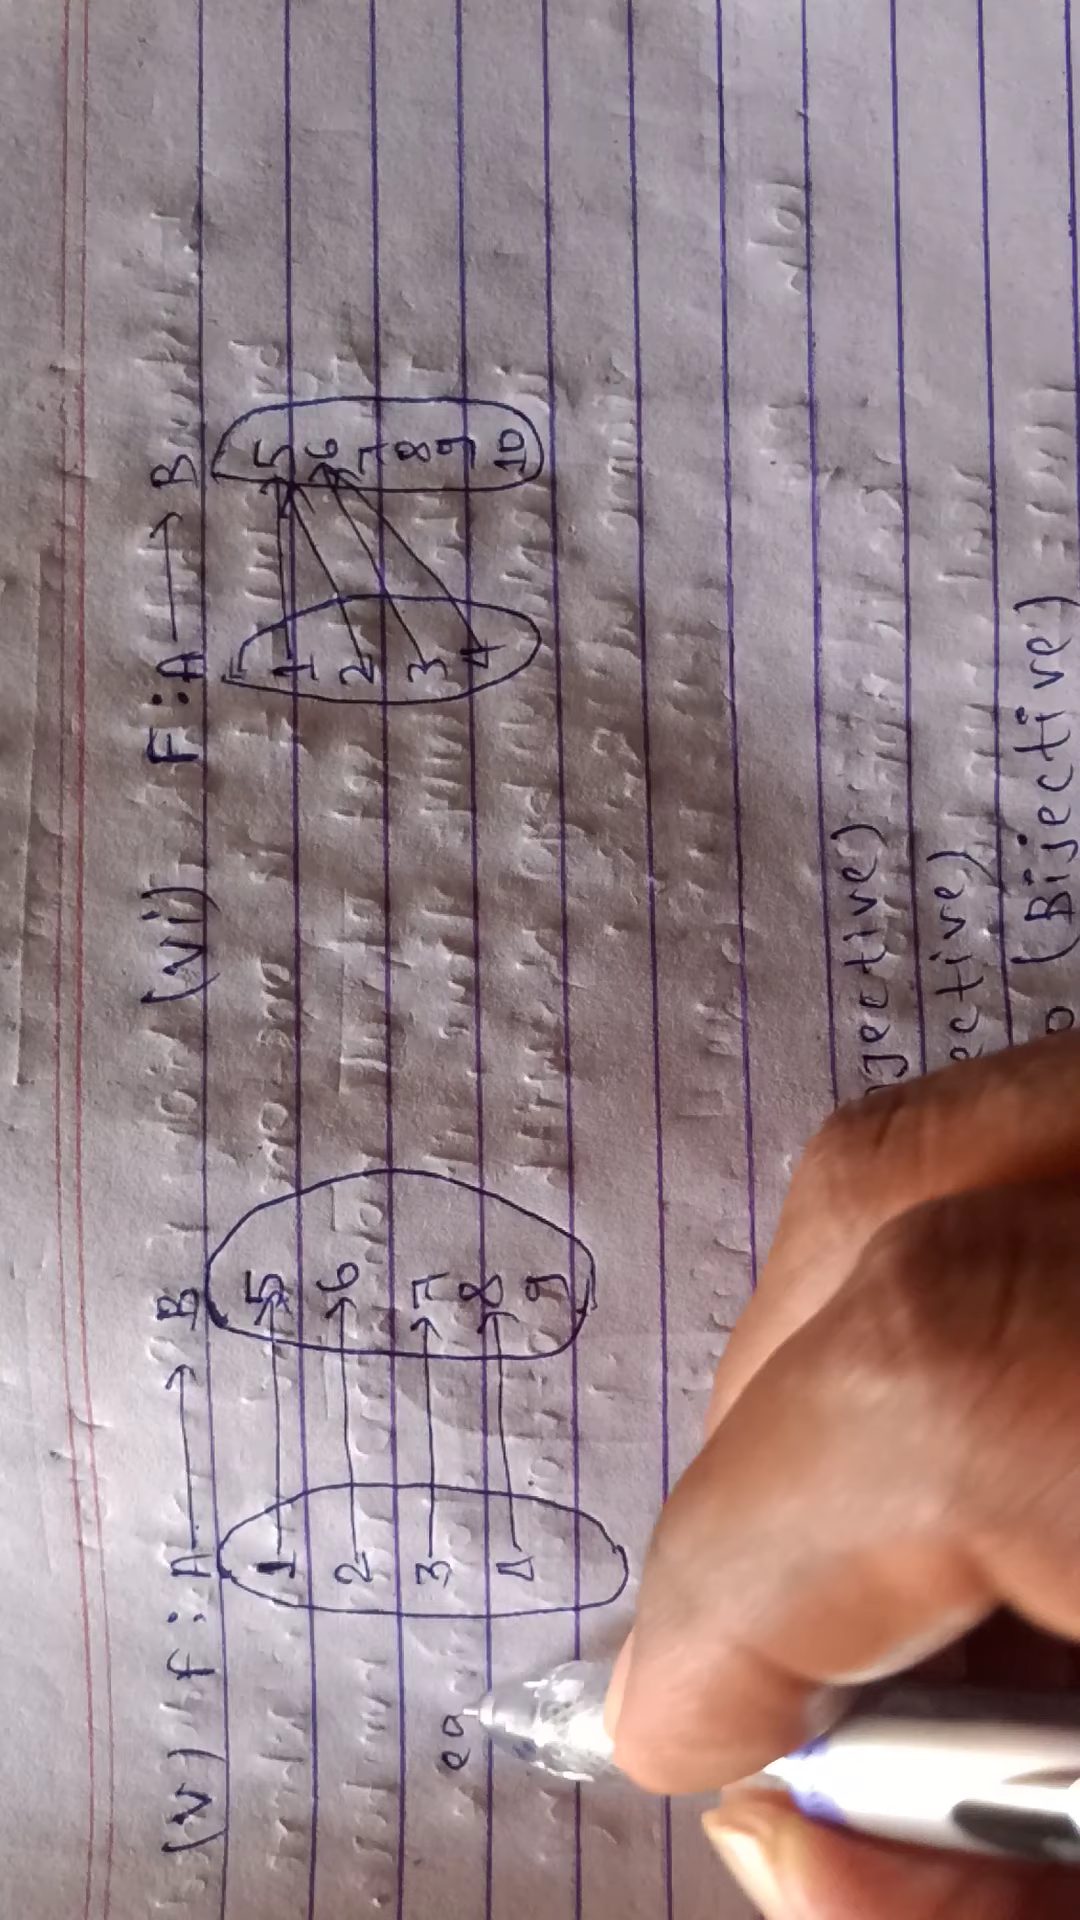 (v) f : A → B (vi) F : A → B
1 5 1 5
2 6 2 6
3 7 3 7
4 8 4 8
9 9
10
ea
jective)
ective)
o (Bijective)